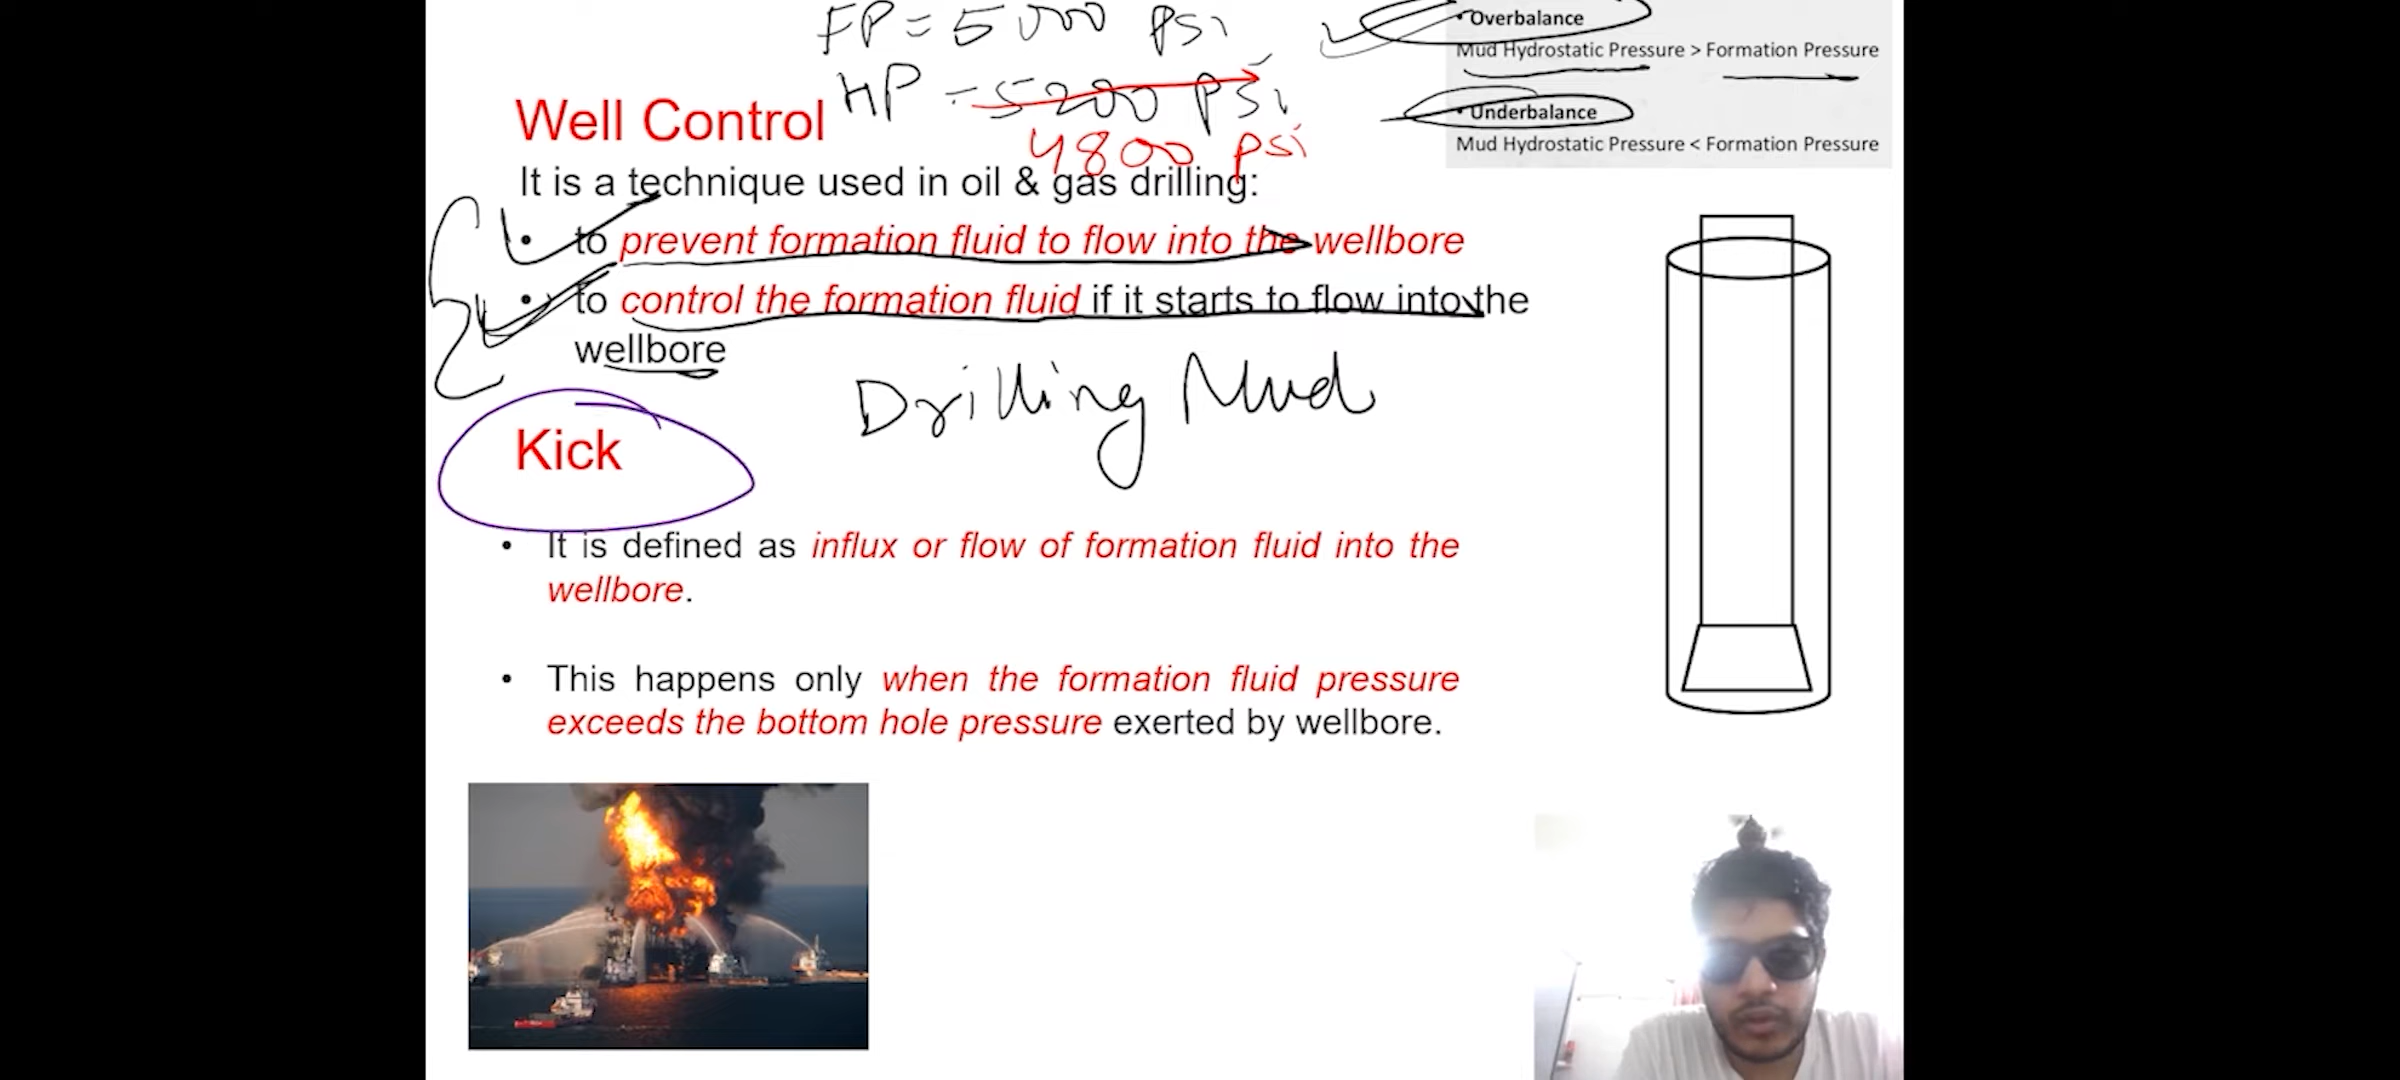 FP = 5000 psi
HP = 5200 psi
4800 psi
• Overbalance
Mud Hydrostatic Pressure > Formation Pressure
• Underbalance
Mud Hydrostatic Pressure < Formation Pressure
Well Control
It is a technique used in oil & gas drilling:
• to prevent formation fluid to flow into the wellbore
• to control the formation fluid if it starts to flow into the
wellbore
Drilling Mud
Kick
• It is defined as influx or flow of formation fluid into the
wellbore.
• This happens only when the formation fluid pressure
exceeds the bottom hole pressure exerted by wellbore.